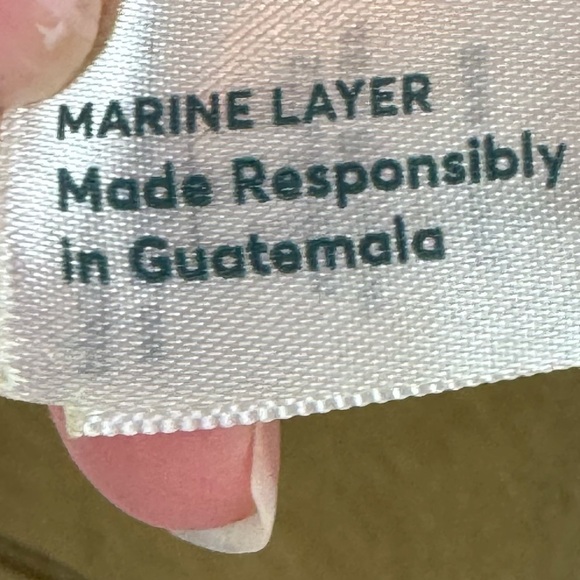 MARINE LAYER
Made Responsibly
in Guatemala